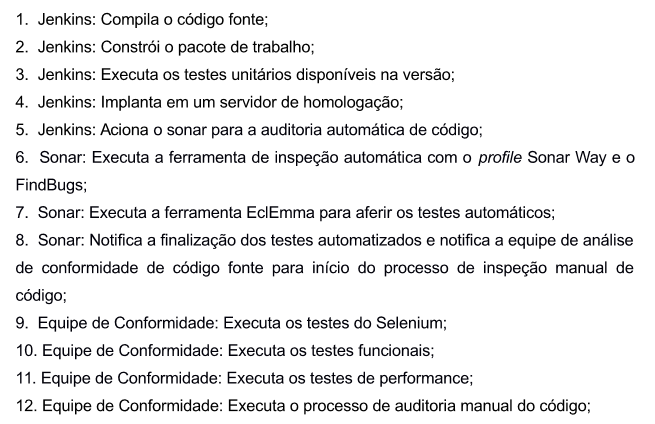 1. Jenkins: Compila o código fonte;
2. Jenkins: Constrói o pacote de trabalho;
3. Jenkins: Executa os testes unitários disponíveis na versão;
4. Jenkins: Implanta em um servidor de homologação;
5. Jenkins: Aciona o sonar para a auditoria automática de código;
6. Sonar: Executa a ferramenta de inspeção automática com o profile Sonar Way e o
FindBugs;
7. Sonar: Executa a ferramenta EclEmma para aferir os testes automáticos;
8. Sonar: Notifica a finalização dos testes automatizados e notifica a equipe de análise
de conformidade de código fonte para início do processo de inspeção manual de
código;
9. Equipe de Conformidade: Executa os testes do Selenium;
10. Equipe de Conformidade: Executa os testes funcionais;
11. Equipe de Conformidade: Executa os testes de performance;
12. Equipe de Conformidade: Executa o processo de auditoria manual do código;